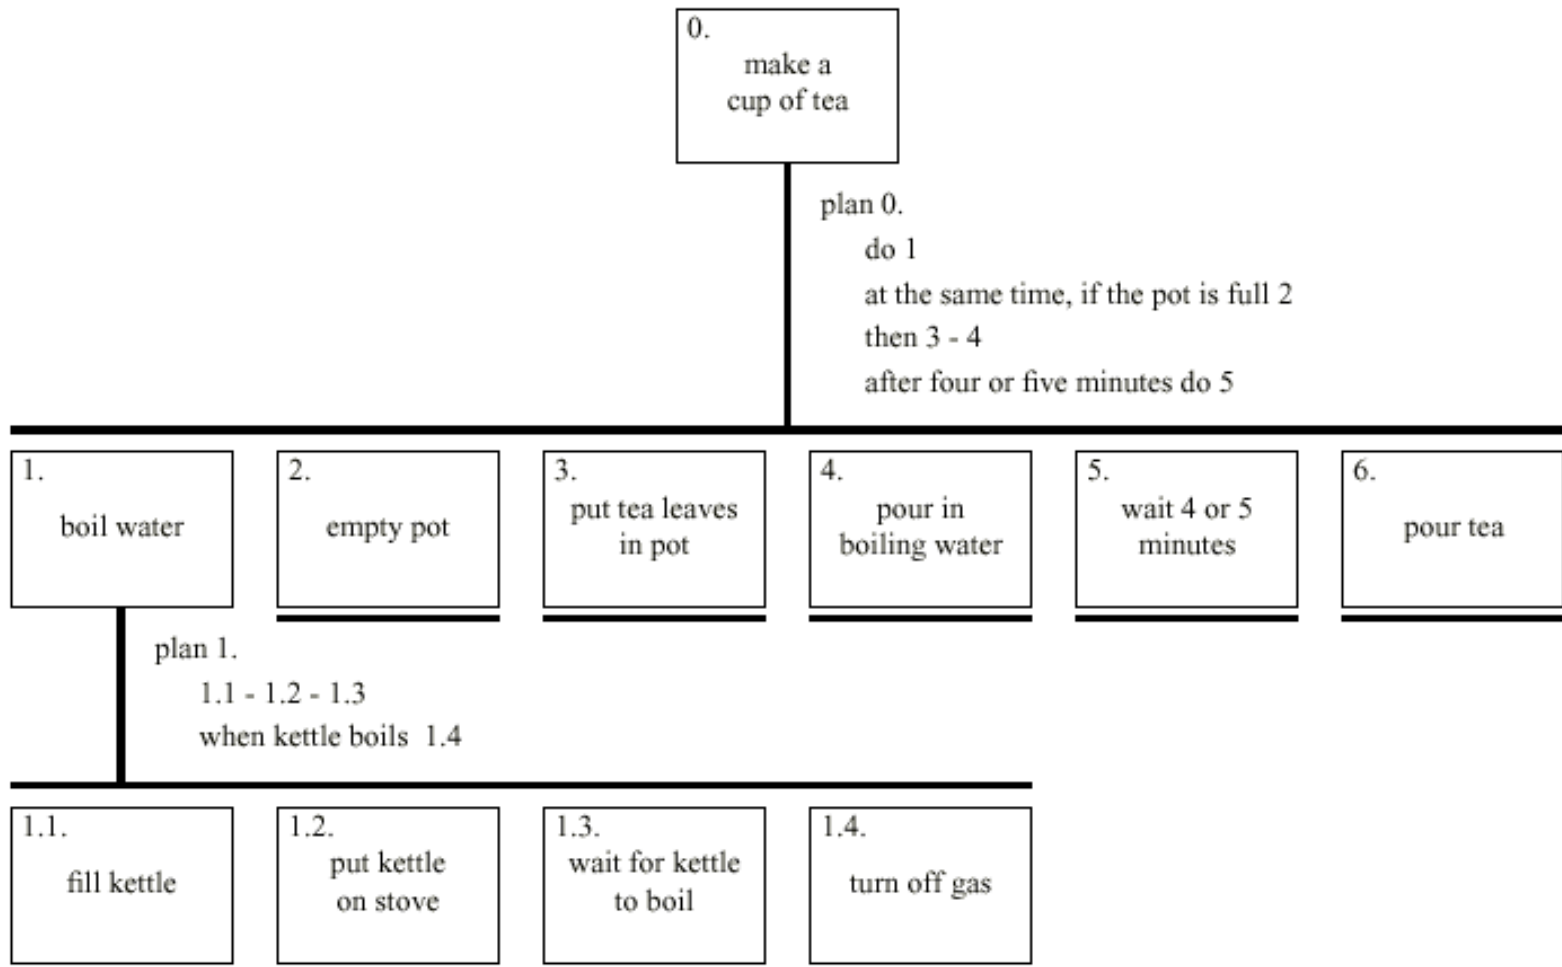 0.
make a
cup of tea
plan 0.
do 1
at the same time, if the pot is full 2
then 3 - 4
after four or five minutes do 5
1.
boil water
2.
empty pot
3.
put tea leaves
in pot
4.
pour in
boiling water
5.
wait 4 or 5
minutes
6.
pour tea
plan 1.
1.1 - 1.2 - 1.3
when kettle boils 1.4
1.1.
fill kettle
1.2.
put kettle
on stove
1.3.
wait for kettle
to boil
1.4.
turn off gas